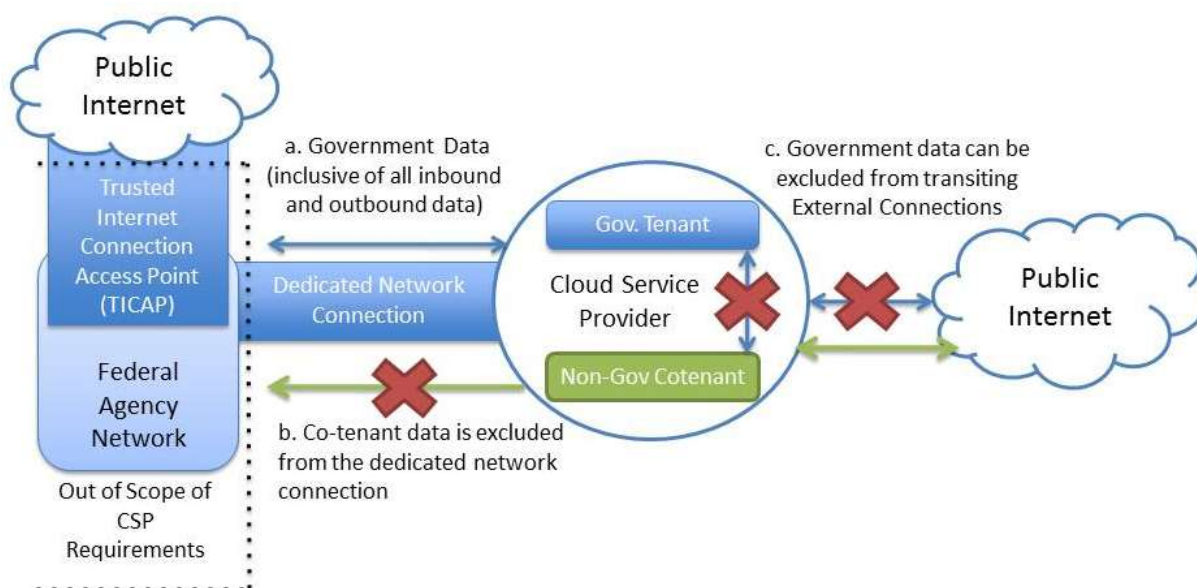 Public
Internet
Trusted
Internet
Connection
Access Point
(TICAP)
Federal
Agency
Network
Out of Scope of
CSP
Requirements
a. Government Data
(inclusive of all inbound
and outbound data)
Dedicated Network
Connection
b. Co-tenant data is excluded
from the dedicated network
connection
Gov. Tenant
Cloud Service
Provider
Non-Gov Cotenant
c. Government data can be
excluded from transiting
External Connections
Public
Internet